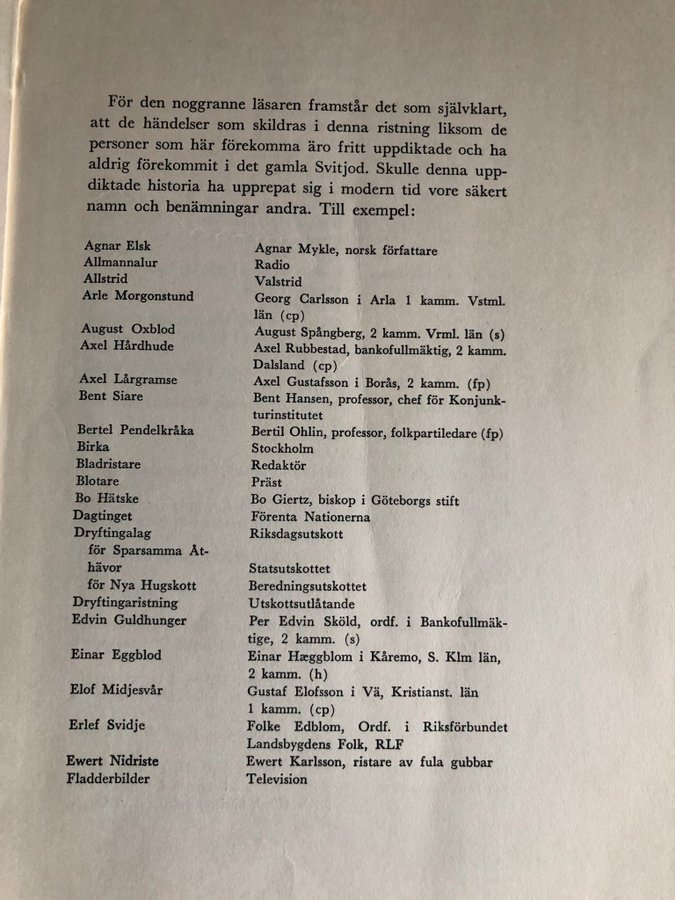 För den noggranne läsaren framstår det som självklart,
att de händelser som skildras i denna ristning liksom de
personer som här förekomma äro fritt uppdiktade och ha
aldrig förekommit i det gamla Svitjod. Skulle denna upp-
diktade historia ha upprepat sig i modern tid vore säkert
namn och benämningar andra. Till exempel:
Agnar Elsk Agnar Mykle, norsk författare
Allmannalur Radio
Allstrid Valstrid
Arle Morgonstund Georg Carlsson i Arla 1 kamm. Vstml.
län (cp)
August Oxblod August Spångberg, 2 kamm. Vrml. län (s)
Axel Hårdhude Axel Rubbestad, bankofullmäktig, 2 kamm.
Dalsland (cp)
Axel Lårgramse Axel Gustafsson i Borås, 2 kamm. (fp)
Bent Siare Bent Hansen, professor, chef för Konjunk-
turinstitutet
Bertel Pendelkråka Bertil Ohlin, professor, folkpartiledare (fp)
Birka Stockholm
Bladristare Redaktör
Blotare Präst
Bo Hätske Bo Giertz, biskop i Göteborgs stift
Dagtinget Förenta Nationerna
Dryftingalag Riksdagsutskott
för Sparsamma Åt-
hävor Statsutskottet
för Nya Hugskott Beredningsutskottet
Dryftingaristning Utskottsutlåtande
Edvin Guldhunger Per Edvin Sköld, ordf. i Bankofullmäk-
tige, 2 kamm. (s)
Einar Eggblod Einar Hæggblom i Kåremo, S. Klm län,
2 kamm. (h)
Elof Midjesvår Gustaf Elofsson i Vä, Kristianst. län
1 kamm. (cp)
Erlef Svidje Folke Edblom, Ordf. i Riksförbundet
Landsbygdens Folk, RLF
Ewert Nidriste Ewert Karlsson, ristare av fula gubbar
Fladderbilder Television